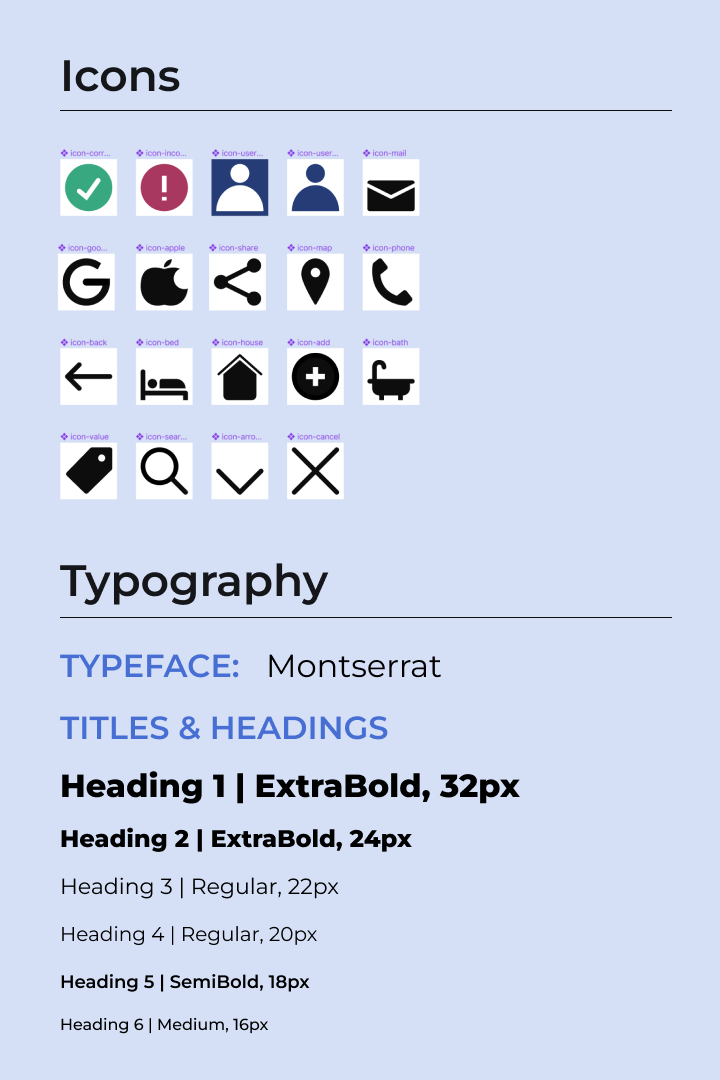 Icons
icon-corr... icon-inco... icon-user... icon-user... icon-mail
icon-goo... icon-apple icon-share icon-map icon-phone
icon-back icon-bed icon-house icon-add icon-bath
icon-value icon-sear... icon-arro... icon-cancel
Typography
TYPEFACE: Montserrat
TITLES & HEADINGS
Heading 1 | ExtraBold, 32px
Heading 2 | ExtraBold, 24px
Heading 3 | Regular, 22px
Heading 4 | Regular, 20px
Heading 5 | SemiBold, 18px
Heading 6 | Medium, 16px